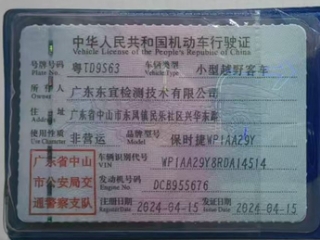 中华人民共和国机动车行驶证
Vehicle License of the People's Republic of China
号牌号码 粤TD9563 车辆类型 小型越野客车
Plate No. Vehicle Type
所有人 广东东宜检测技术有限公司
Owner
住址 广东省中山市东凤镇民乐社区兴华东路
Address
使用性质 非营运 品牌型号 保时捷WP1AA29Y
Use Character Model
广东省中山 车辆识别代号 WP1AA29Y8RDA14514
VIN
市公安局交 发动机号码 DCB955676
Engine No.
通警察支队 注册日期 2024-04-15 发证日期 2024-04-15
Register Date Issue Date